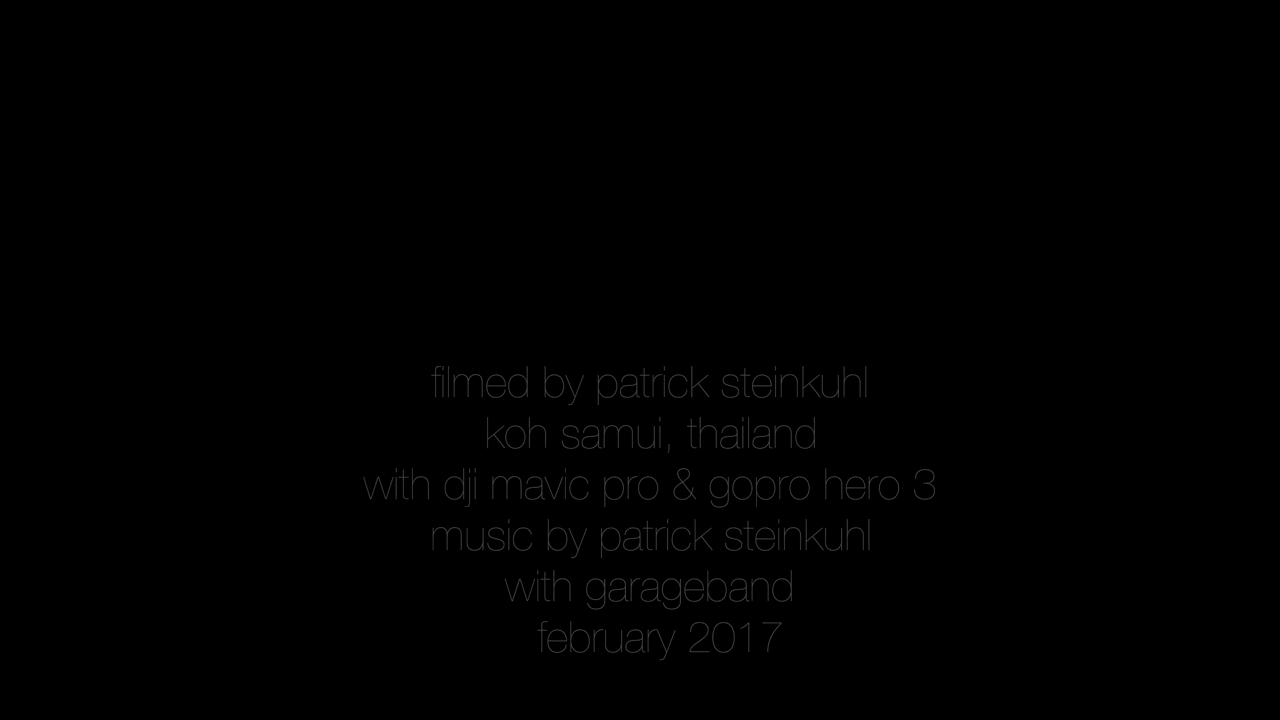 filmed by patrick steinkuhl
koh samui, thailand
with dji mavic pro & gopro hero 3
music by patrick steinkuhl
with garageband
february 2017